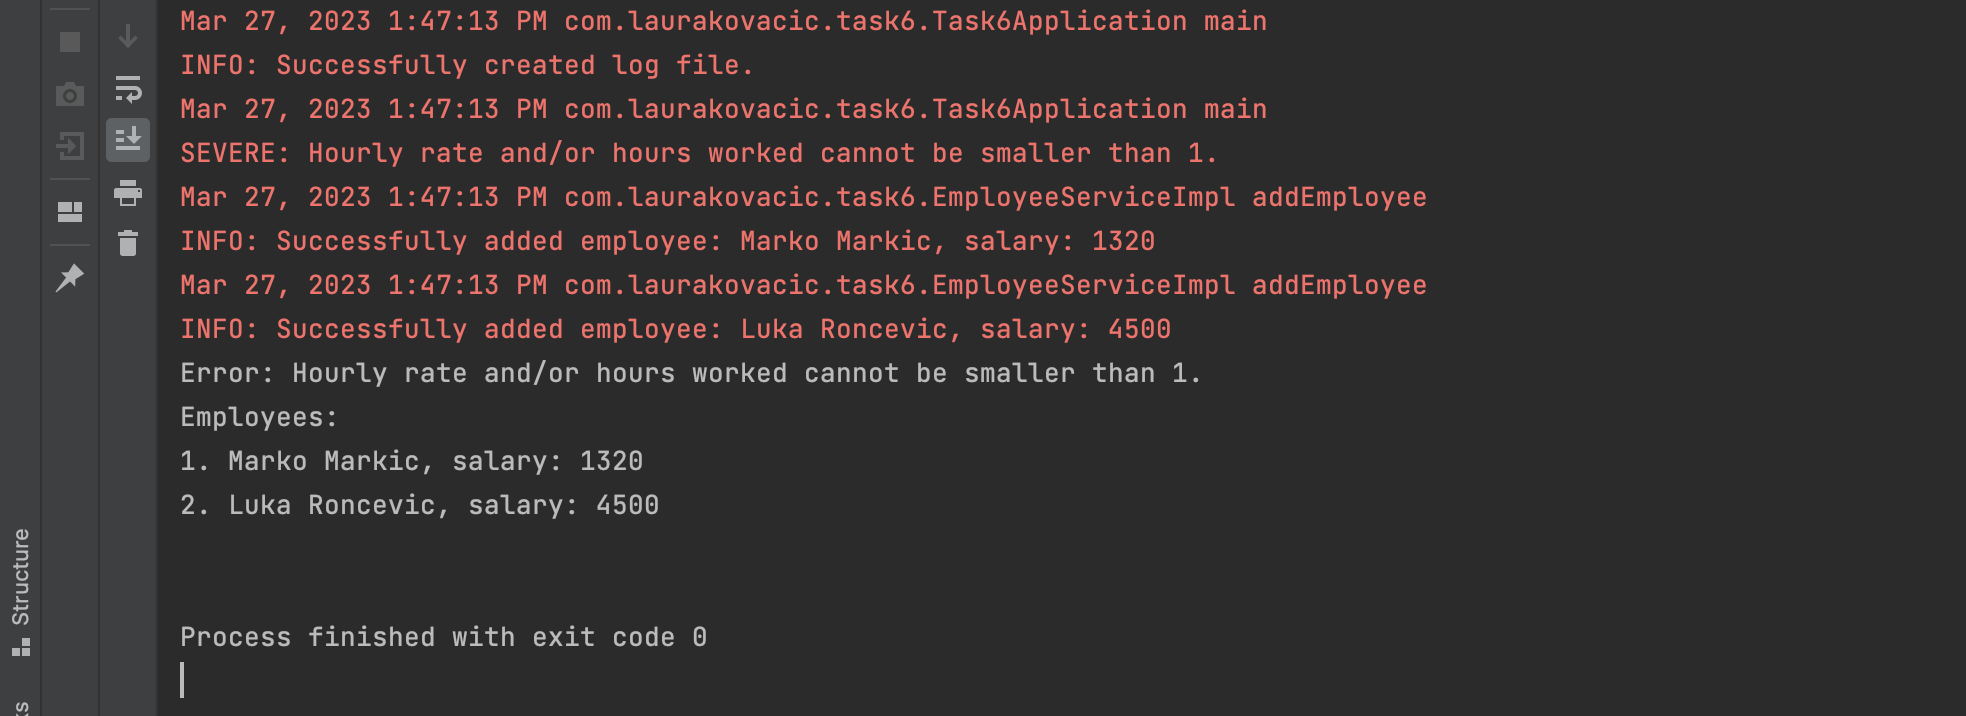 Mar 27, 2023 1:47:13 PM com.laurakovacic.task6.Task6Application main
INFO: Successfully created log file.
Mar 27, 2023 1:47:13 PM com.laurakovacic.task6.Task6Application main
SEVERE: Hourly rate and/or hours worked cannot be smaller than 1.
Mar 27, 2023 1:47:13 PM com.laurakovacic.task6.EmployeeServiceImpl addEmployee
INFO: Successfully added employee: Marko Markic, salary: 1320
Mar 27, 2023 1:47:13 PM com.laurakovacic.task6.EmployeeServiceImpl addEmployee
INFO: Successfully added employee: Luka Roncevic, salary: 4500
Error: Hourly rate and/or hours worked cannot be smaller than 1.
Employees:
1. Marko Markic, salary: 1320
2. Luka Roncevic, salary: 4500
Process finished with exit code 0
Structure